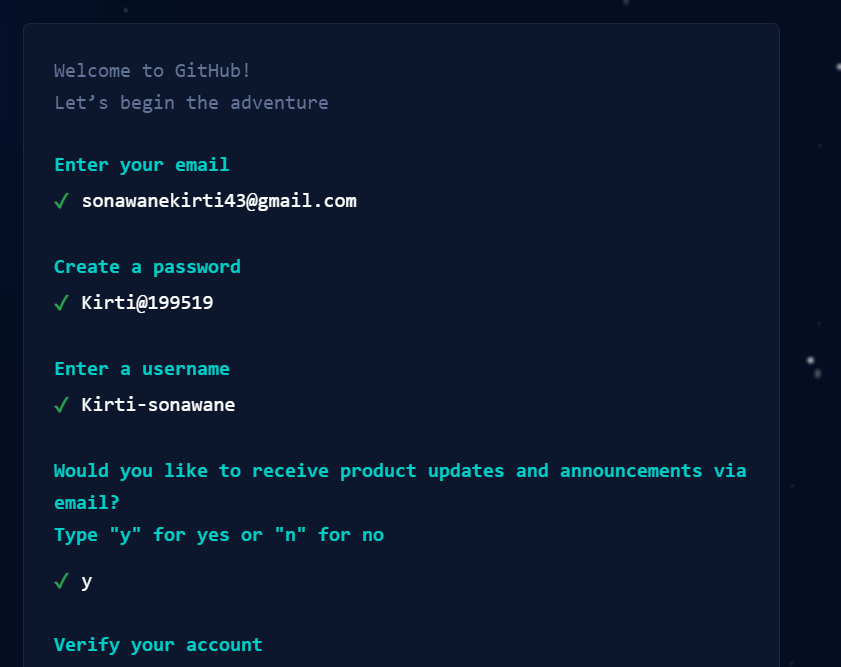 Welcome to GitHub!
Let’s begin the adventure
Enter your email
✓ sonawanekirti43@gmail.com
Create a password
✓ Kirti@199519
Enter a username
✓ Kirti-sonawane
Would you like to receive product updates and announcements via
email?
Type "y" for yes or "n" for no
✓ y
Verify your account